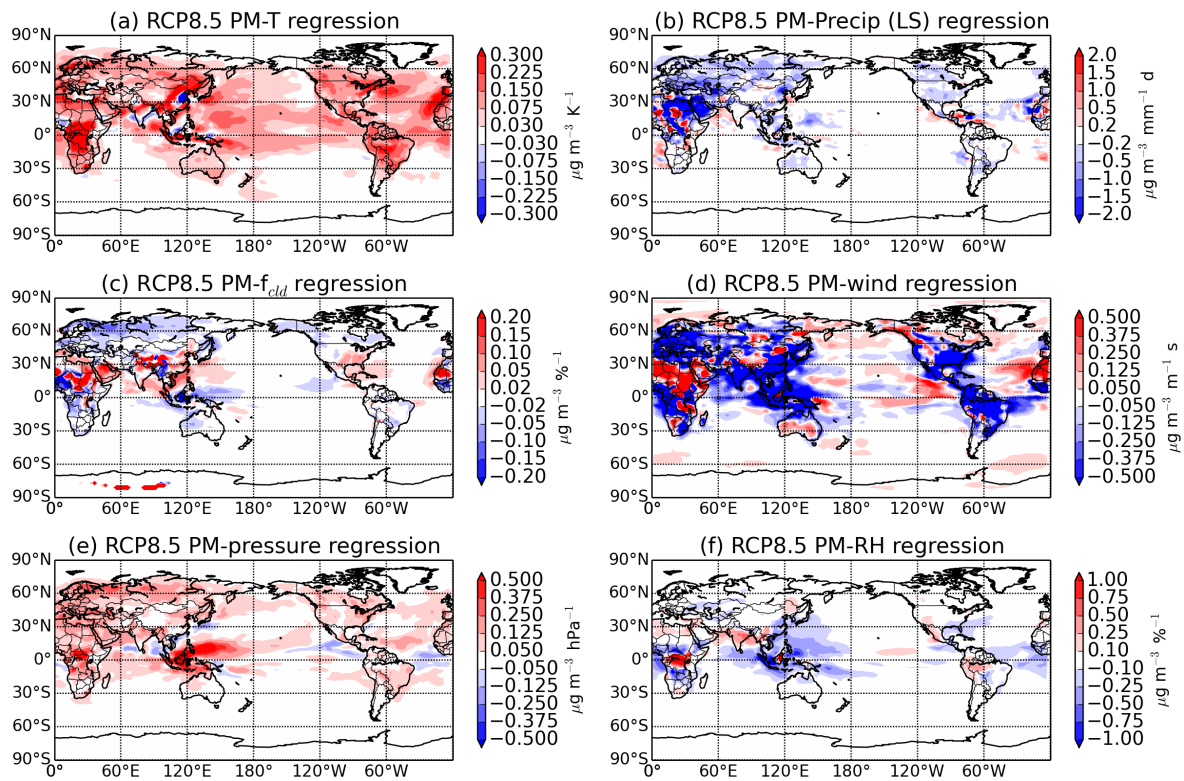 (a) RCP8.5 PM-T regression
90°N
60°N
30°N
0°
30°S
60°S
90°S
0° 60°E 120°E 180° 120°W 60°W
0.300
0.225
0.150
0.075
0.030
−0.030
−0.075
−0.150
−0.225
−0.300
μg m−3 K−1
(b) RCP8.5 PM-Precip (LS) regression
90°N
60°N
30°N
0°
30°S
60°S
90°S
0° 60°E 120°E 180° 120°W 60°W
2.0
1.5
1.0
0.5
0.2
−0.2
−0.5
−1.0
−1.5
−2.0
μg m−3 mm−1 d
(c) RCP8.5 PM-fcld regression
90°N
60°N
30°N
0°
30°S
60°S
90°S
0° 60°E 120°E 180° 120°W 60°W
0.20
0.15
0.10
0.05
0.02
−0.02
−0.05
−0.10
−0.15
−0.20
μg m−3 %−1
(d) RCP8.5 PM-wind regression
90°N
60°N
30°N
0°
30°S
60°S
90°S
0° 60°E 120°E 180° 120°W 60°W
0.500
0.375
0.250
0.125
0.050
−0.050
−0.125
−0.250
−0.375
−0.500
μg m−3 m−1 s
(e) RCP8.5 PM-pressure regression
90°N
60°N
30°N
0°
30°S
60°S
90°S
0° 60°E 120°E 180° 120°W 60°W
0.500
0.375
0.250
0.125
0.050
−0.050
−0.125
−0.250
−0.375
−0.500
μg m−3 hPa−1
(f) RCP8.5 PM-RH regression
90°N
60°N
30°N
0°
30°S
60°S
90°S
0° 60°E 120°E 180° 120°W 60°W
1.00
0.75
0.50
0.25
0.10
−0.10
−0.25
−0.50
−0.75
−1.00
μg m−3 %−1